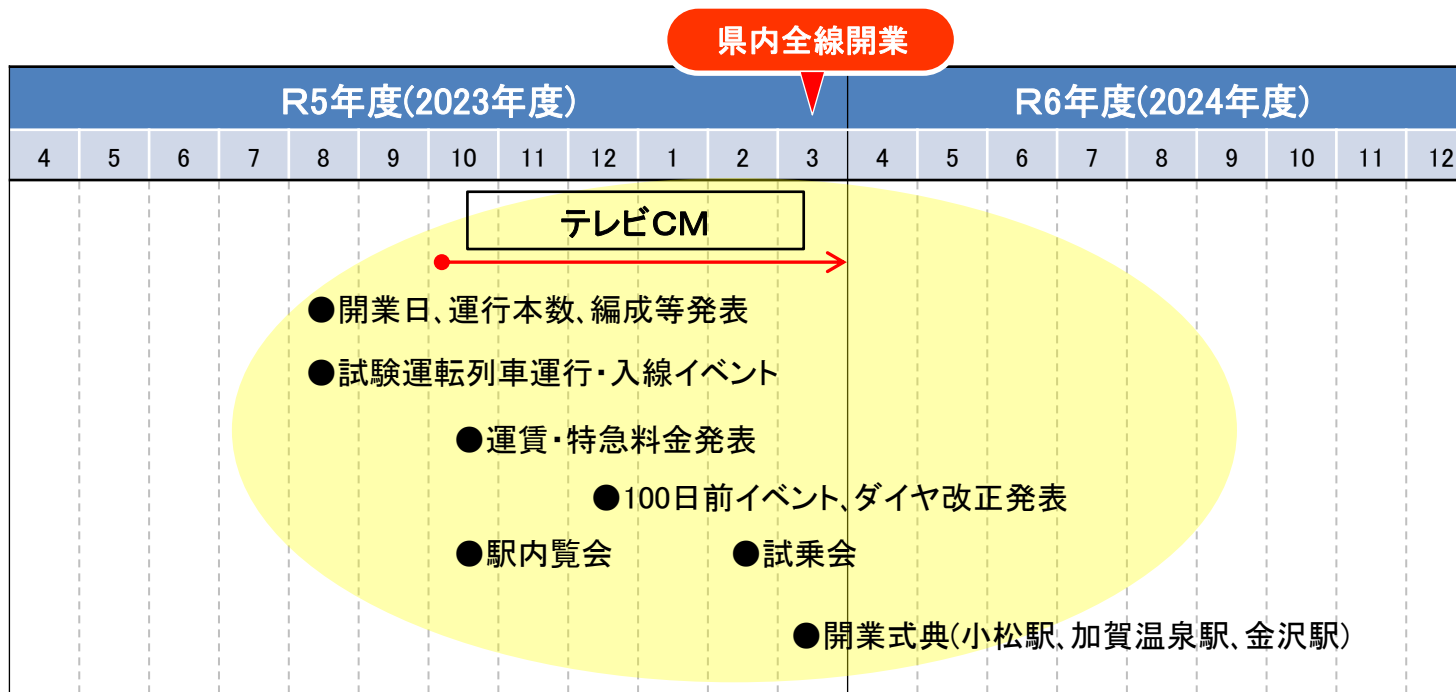 県内全線開業
R5年度(2023年度) R6年度(2024年度)
4 5 6 7 8 9 10 11 12 1 2 3 4 5 6 7 8 9 10 11 12
テレビCM
●開業日、運行本数、編成等発表
●試験運転列車運行・入線イベント
●運賃・特急料金発表
●100日前イベント、ダイヤ改正発表
●駅内覧会 ●試乗会
●開業式典(小松駅、加賀温泉駅、金沢駅)